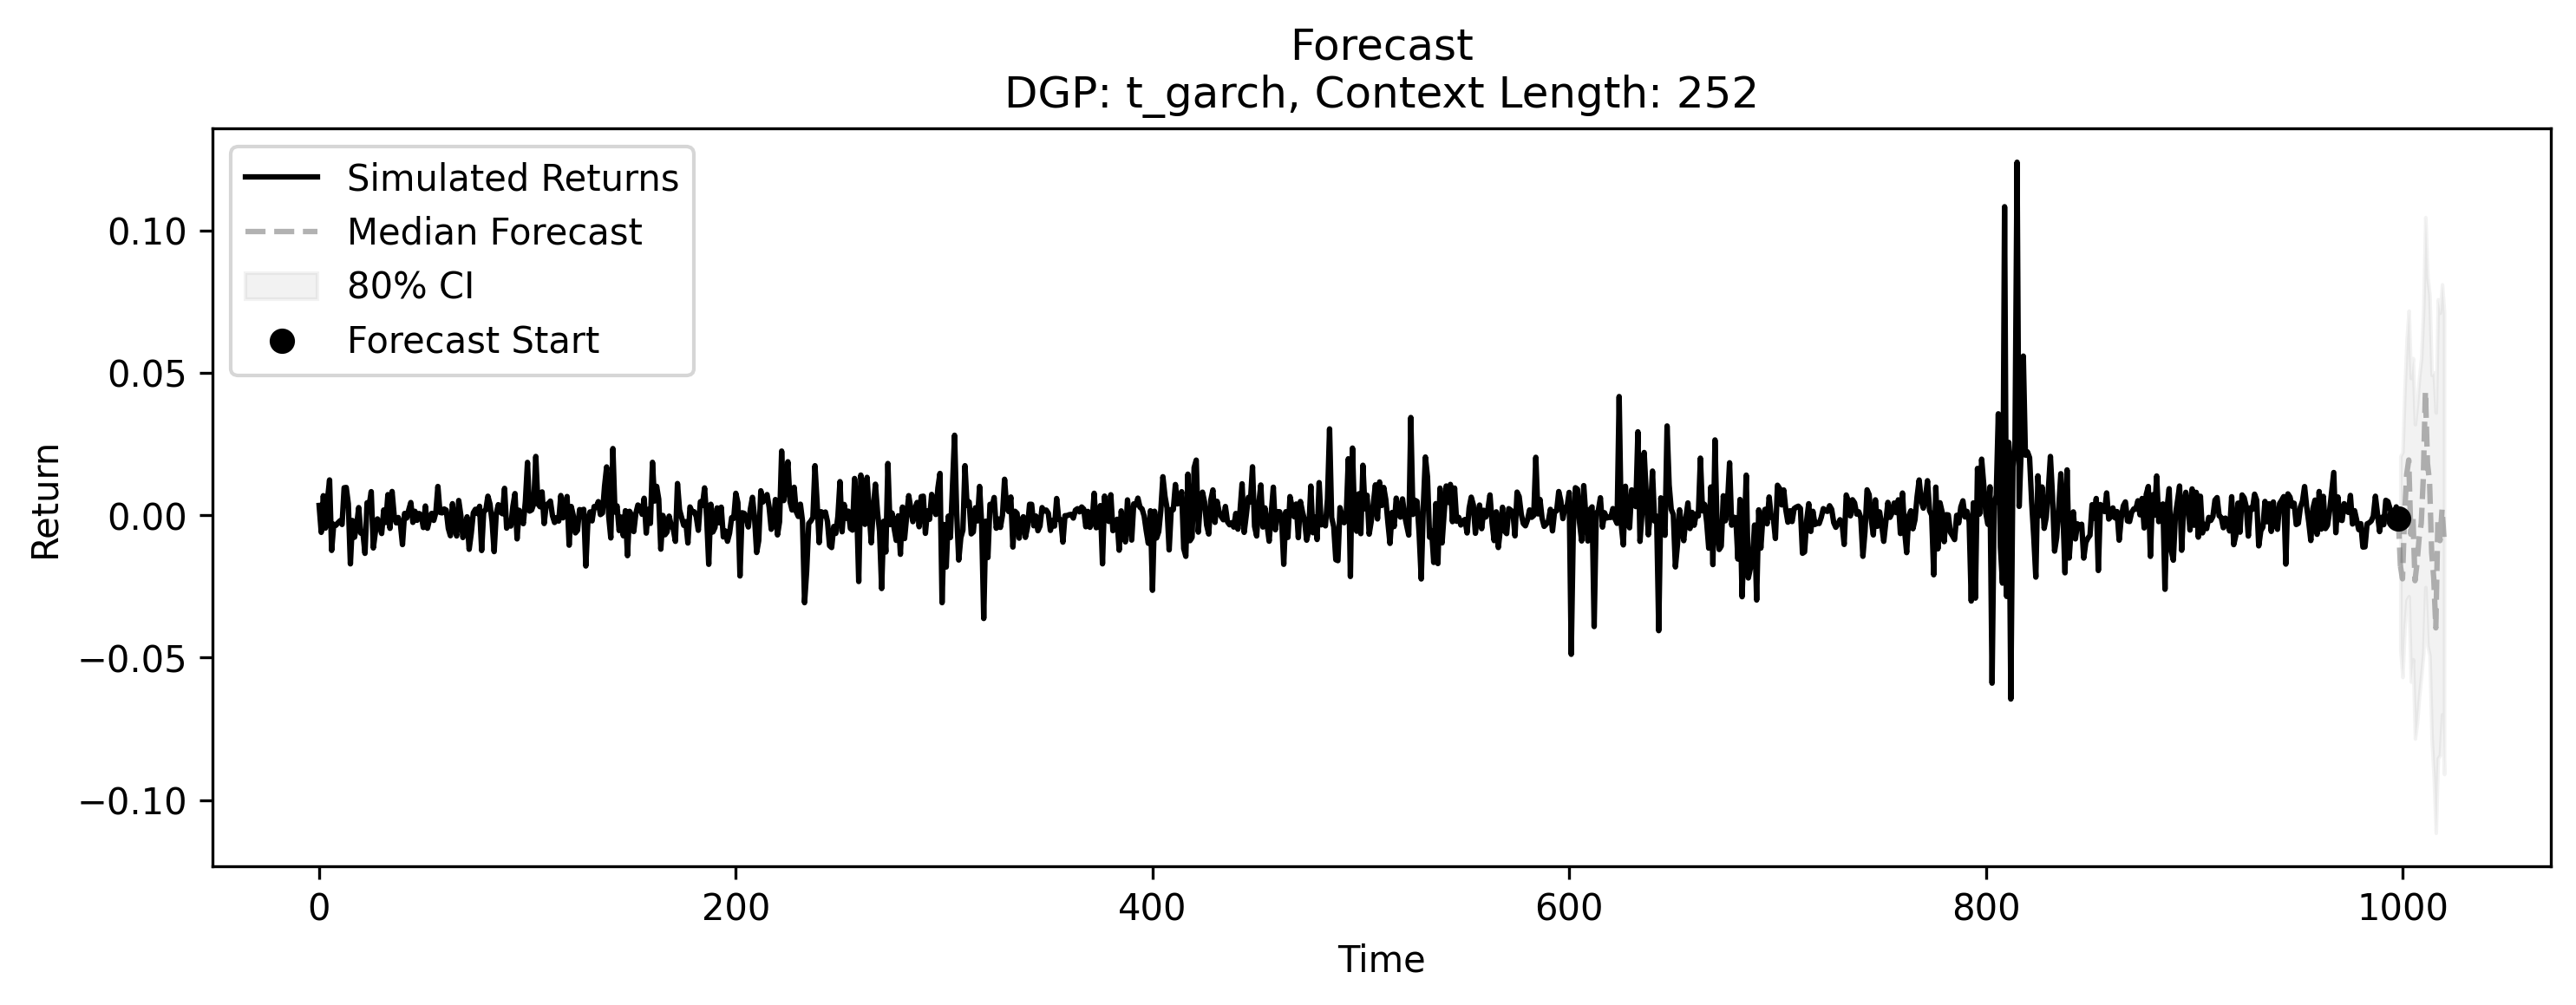 Forecast
DGP: t_garch, Context Length: 252
Simulated Returns
Median Forecast
80% CI
Forecast Start
Return
0.10
0.05
0.00
−0.05
−0.10
0
200
400
600
800
1000
Time